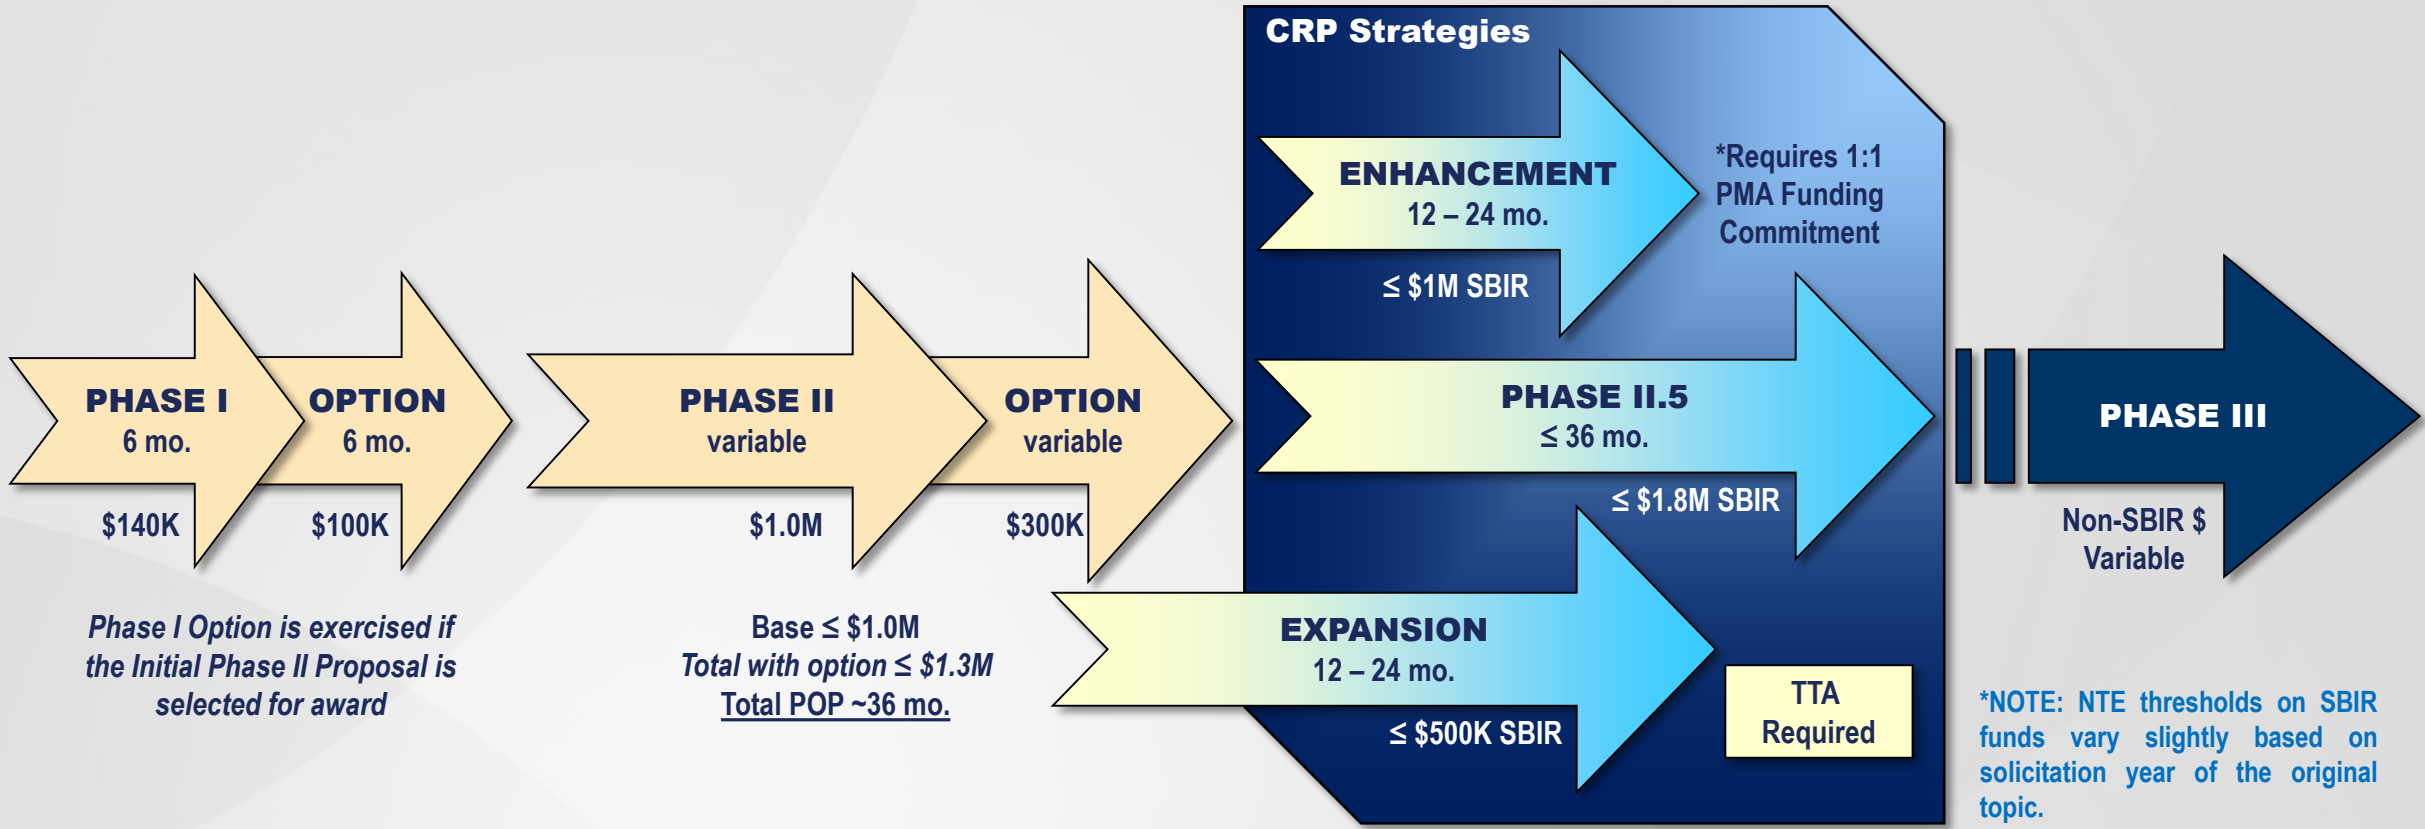 CRP Strategies
ENHANCEMENT
12 – 24 mo.
≤ $1M SBIR
*Requires 1:1
PMA Funding
Commitment
PHASE I
6 mo.
$140K
OPTION
6 mo.
$100K
PHASE II
variable
$1.0M
OPTION
variable
$300K
PHASE II.5
≤ 36 mo.
≤ $1.8M SBIR
PHASE III
Non-SBIR $
Variable
Phase I Option is exercised if
the Initial Phase II Proposal is
selected for award
Base ≤ $1.0M
Total with option ≤ $1.3M
Total POP ~36 mo.
EXPANSION
12 – 24 mo.
≤ $500K SBIR
TTA
Required
*NOTE: NTE thresholds on SBIR
funds vary slightly based on
solicitation year of the original
topic.